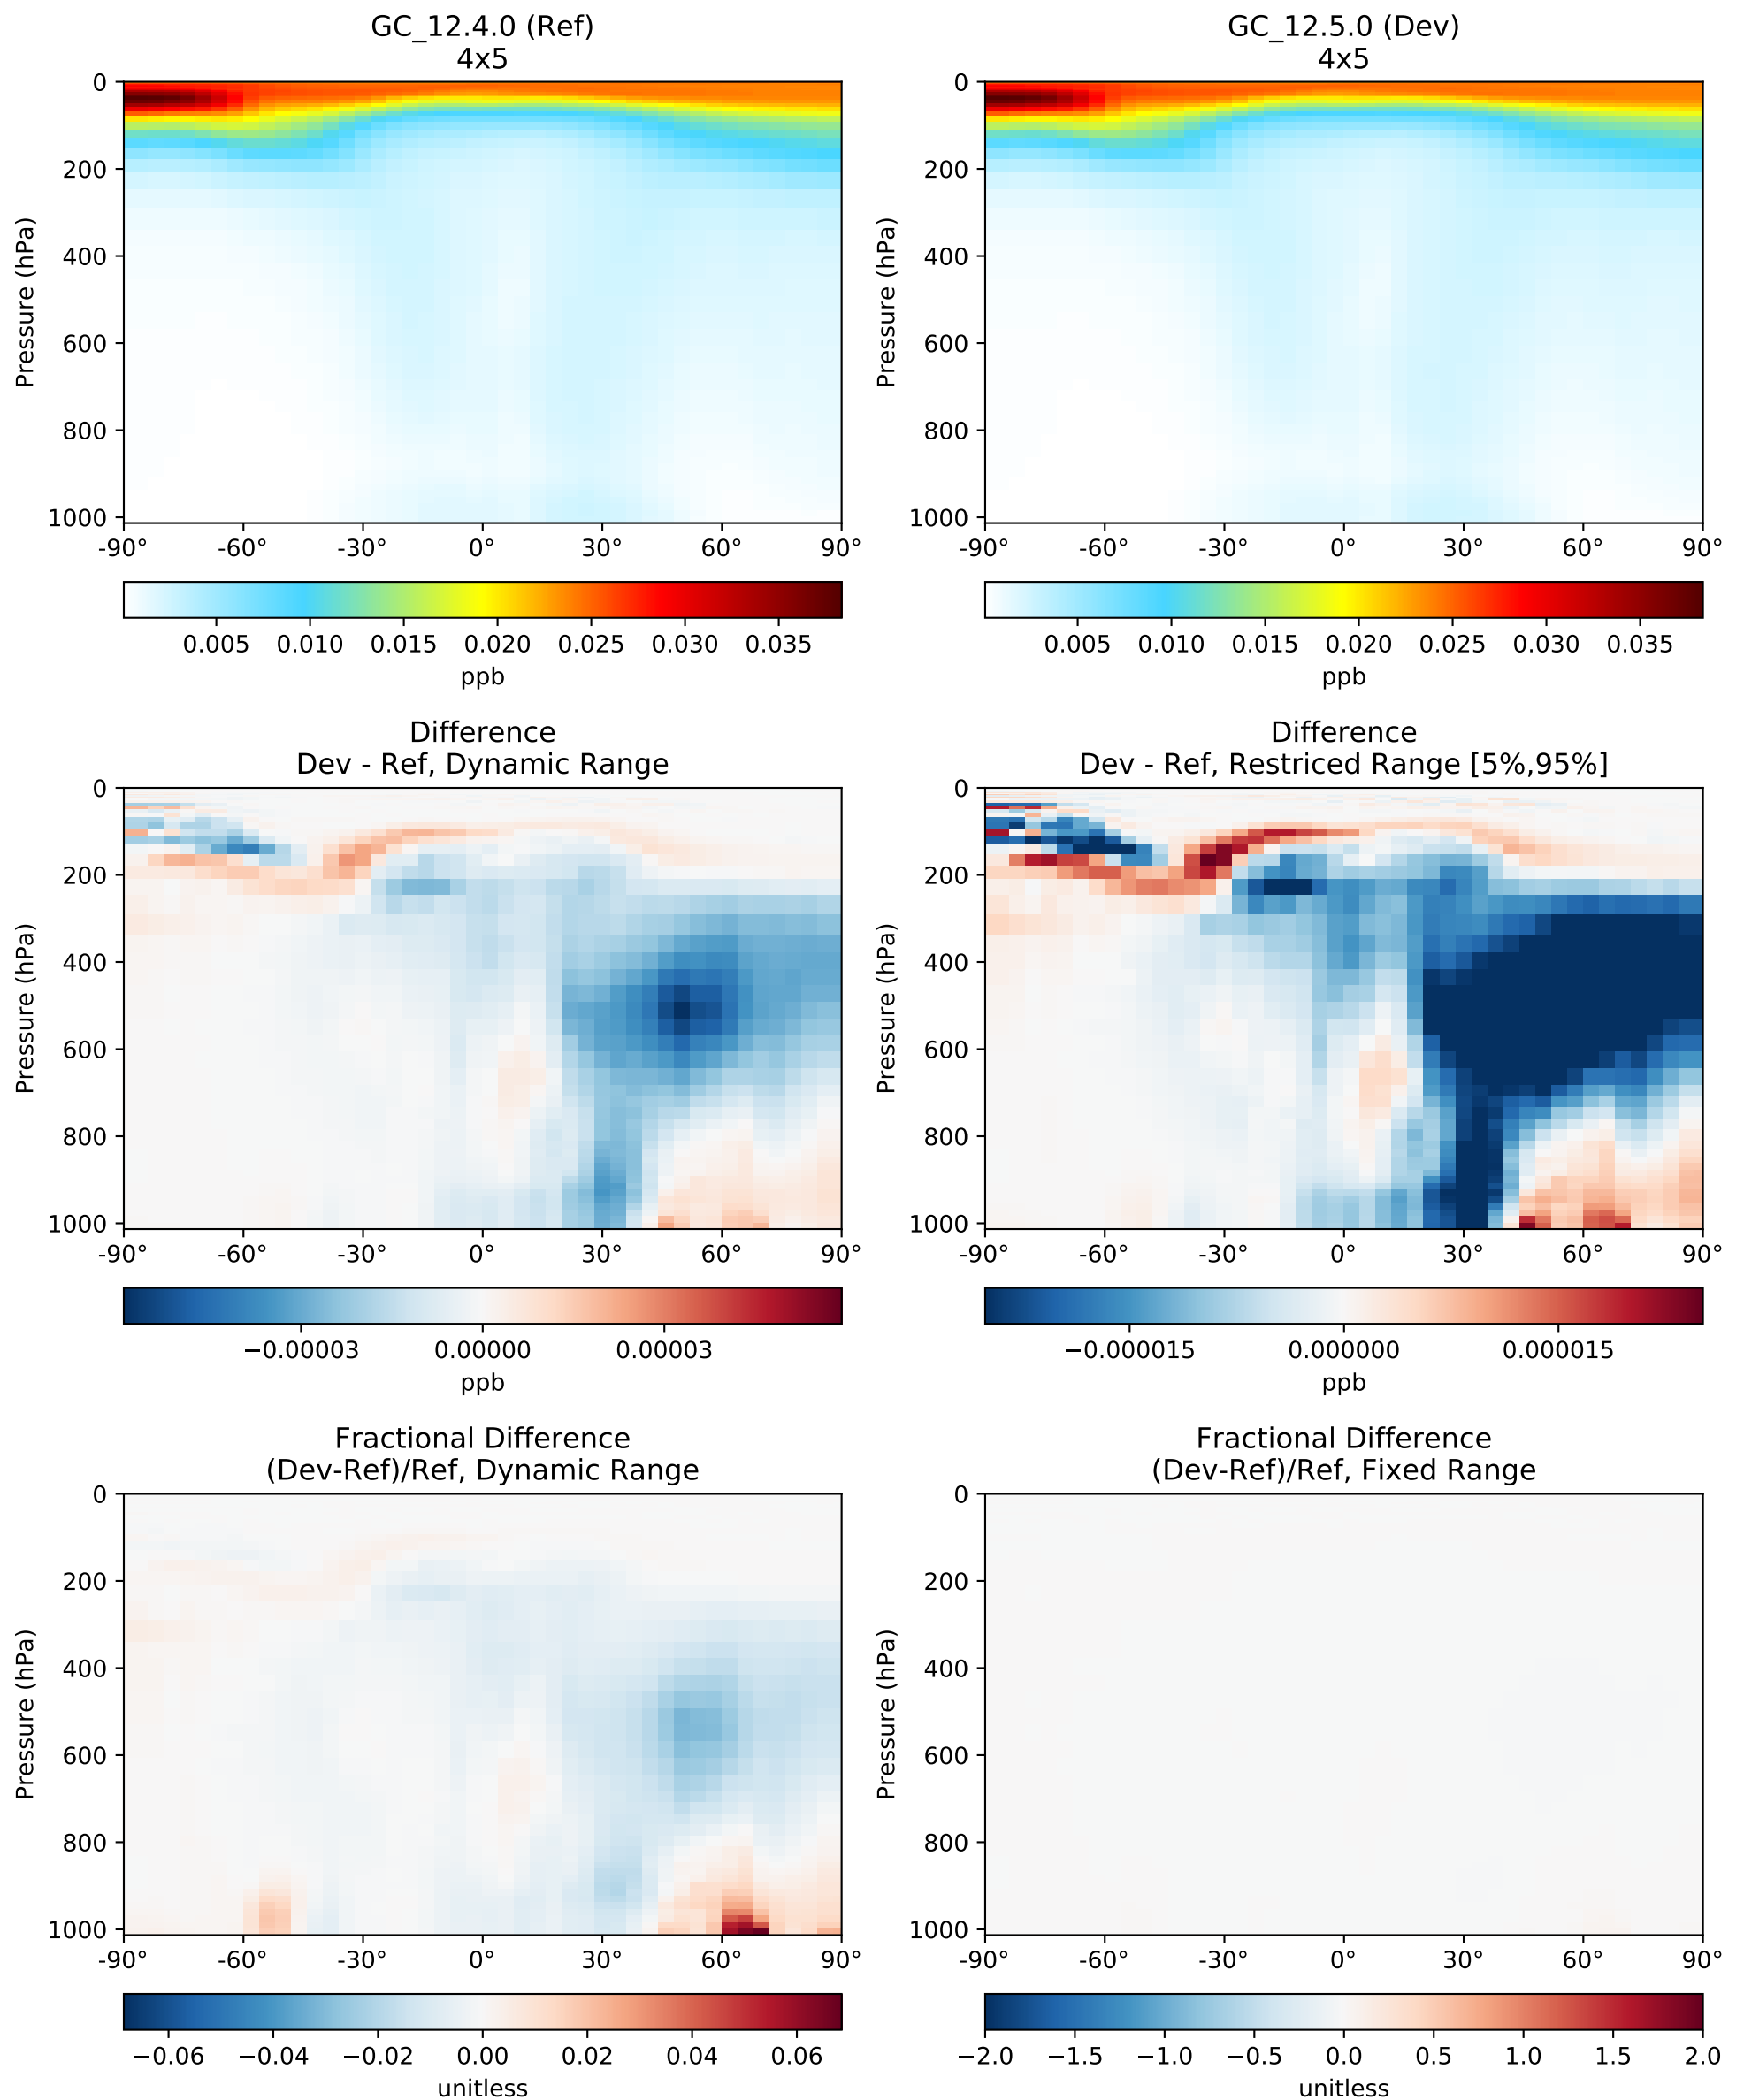 GC_12.4.0 (Ref)
4x5
GC_12.5.0 (Dev)
4x5
Pressure (hPa)
0
200
400
600
800
1000
-90° -60° -30° 0° 30° 60° 90°
0.005 0.010 0.015 0.020 0.025 0.030 0.035
ppb
Pressure (hPa)
0
200
400
600
800
1000
-90° -60° -30° 0° 30° 60° 90°
0.005 0.010 0.015 0.020 0.025 0.030 0.035
ppb
Difference
Dev - Ref, Dynamic Range
Pressure (hPa)
0
200
400
600
800
1000
-90° -60° -30° 0° 30° 60° 90°
−0.00003 0.00000 0.00003
ppb
Difference
Dev - Ref, Restriced Range [5%,95%]
Pressure (hPa)
0
200
400
600
800
1000
-90° -60° -30° 0° 30° 60° 90°
−0.000015 0.000000 0.000015
ppb
Fractional Difference
(Dev-Ref)/Ref, Dynamic Range
Pressure (hPa)
0
200
400
600
800
1000
-90° -60° -30° 0° 30° 60° 90°
−0.06 −0.04 −0.02 0.00 0.02 0.04 0.06
unitless
Fractional Difference
(Dev-Ref)/Ref, Fixed Range
Pressure (hPa)
0
200
400
600
800
1000
-90° -60° -30° 0° 30° 60° 90°
−2.0 −1.5 −1.0 −0.5 0.0 0.5 1.0 1.5 2.0
unitless